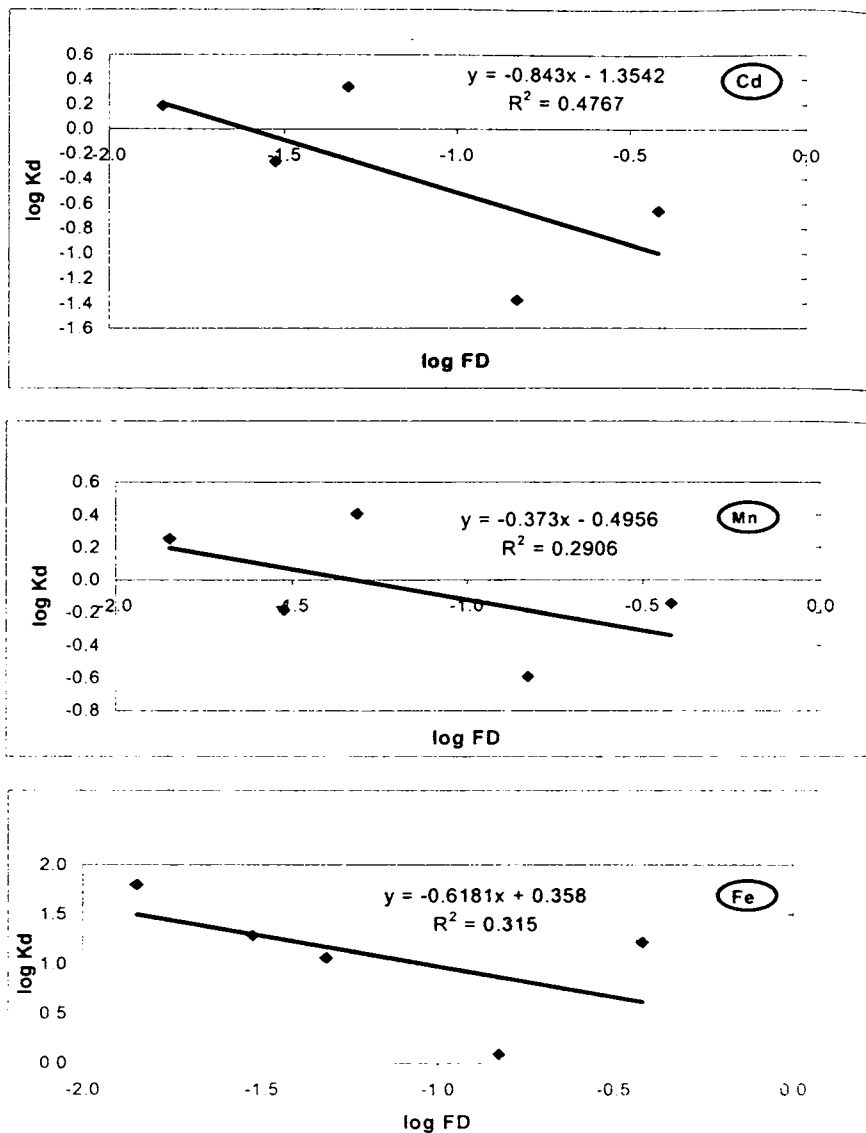 0.6
0.4
0.2
0.0
-0.2
-0.4
-0.6
-0.8
-1.0
-1.2
-1.4
-1.6
log Kd
y = -0.843x - 1.3542
R² = 0.4767
Cd
-2.0 -1.5 -1.0 -0.5 0.0
log FD
0.6
0.4
0.2
0.0
-0.2
-0.4
-0.6
-0.8
log Kd
y = -0.373x - 0.4956
R² = 0.2906
Mn
-2.0 -1.5 -1.0 -0.5 0.0
log FD
2.0
1.5
1.0
0.5
0.0
log Kd
y = -0.6181x + 0.358
R² = 0.315
Fe
-2.0 -1.5 -1.0 -0.5 0.0
log FD